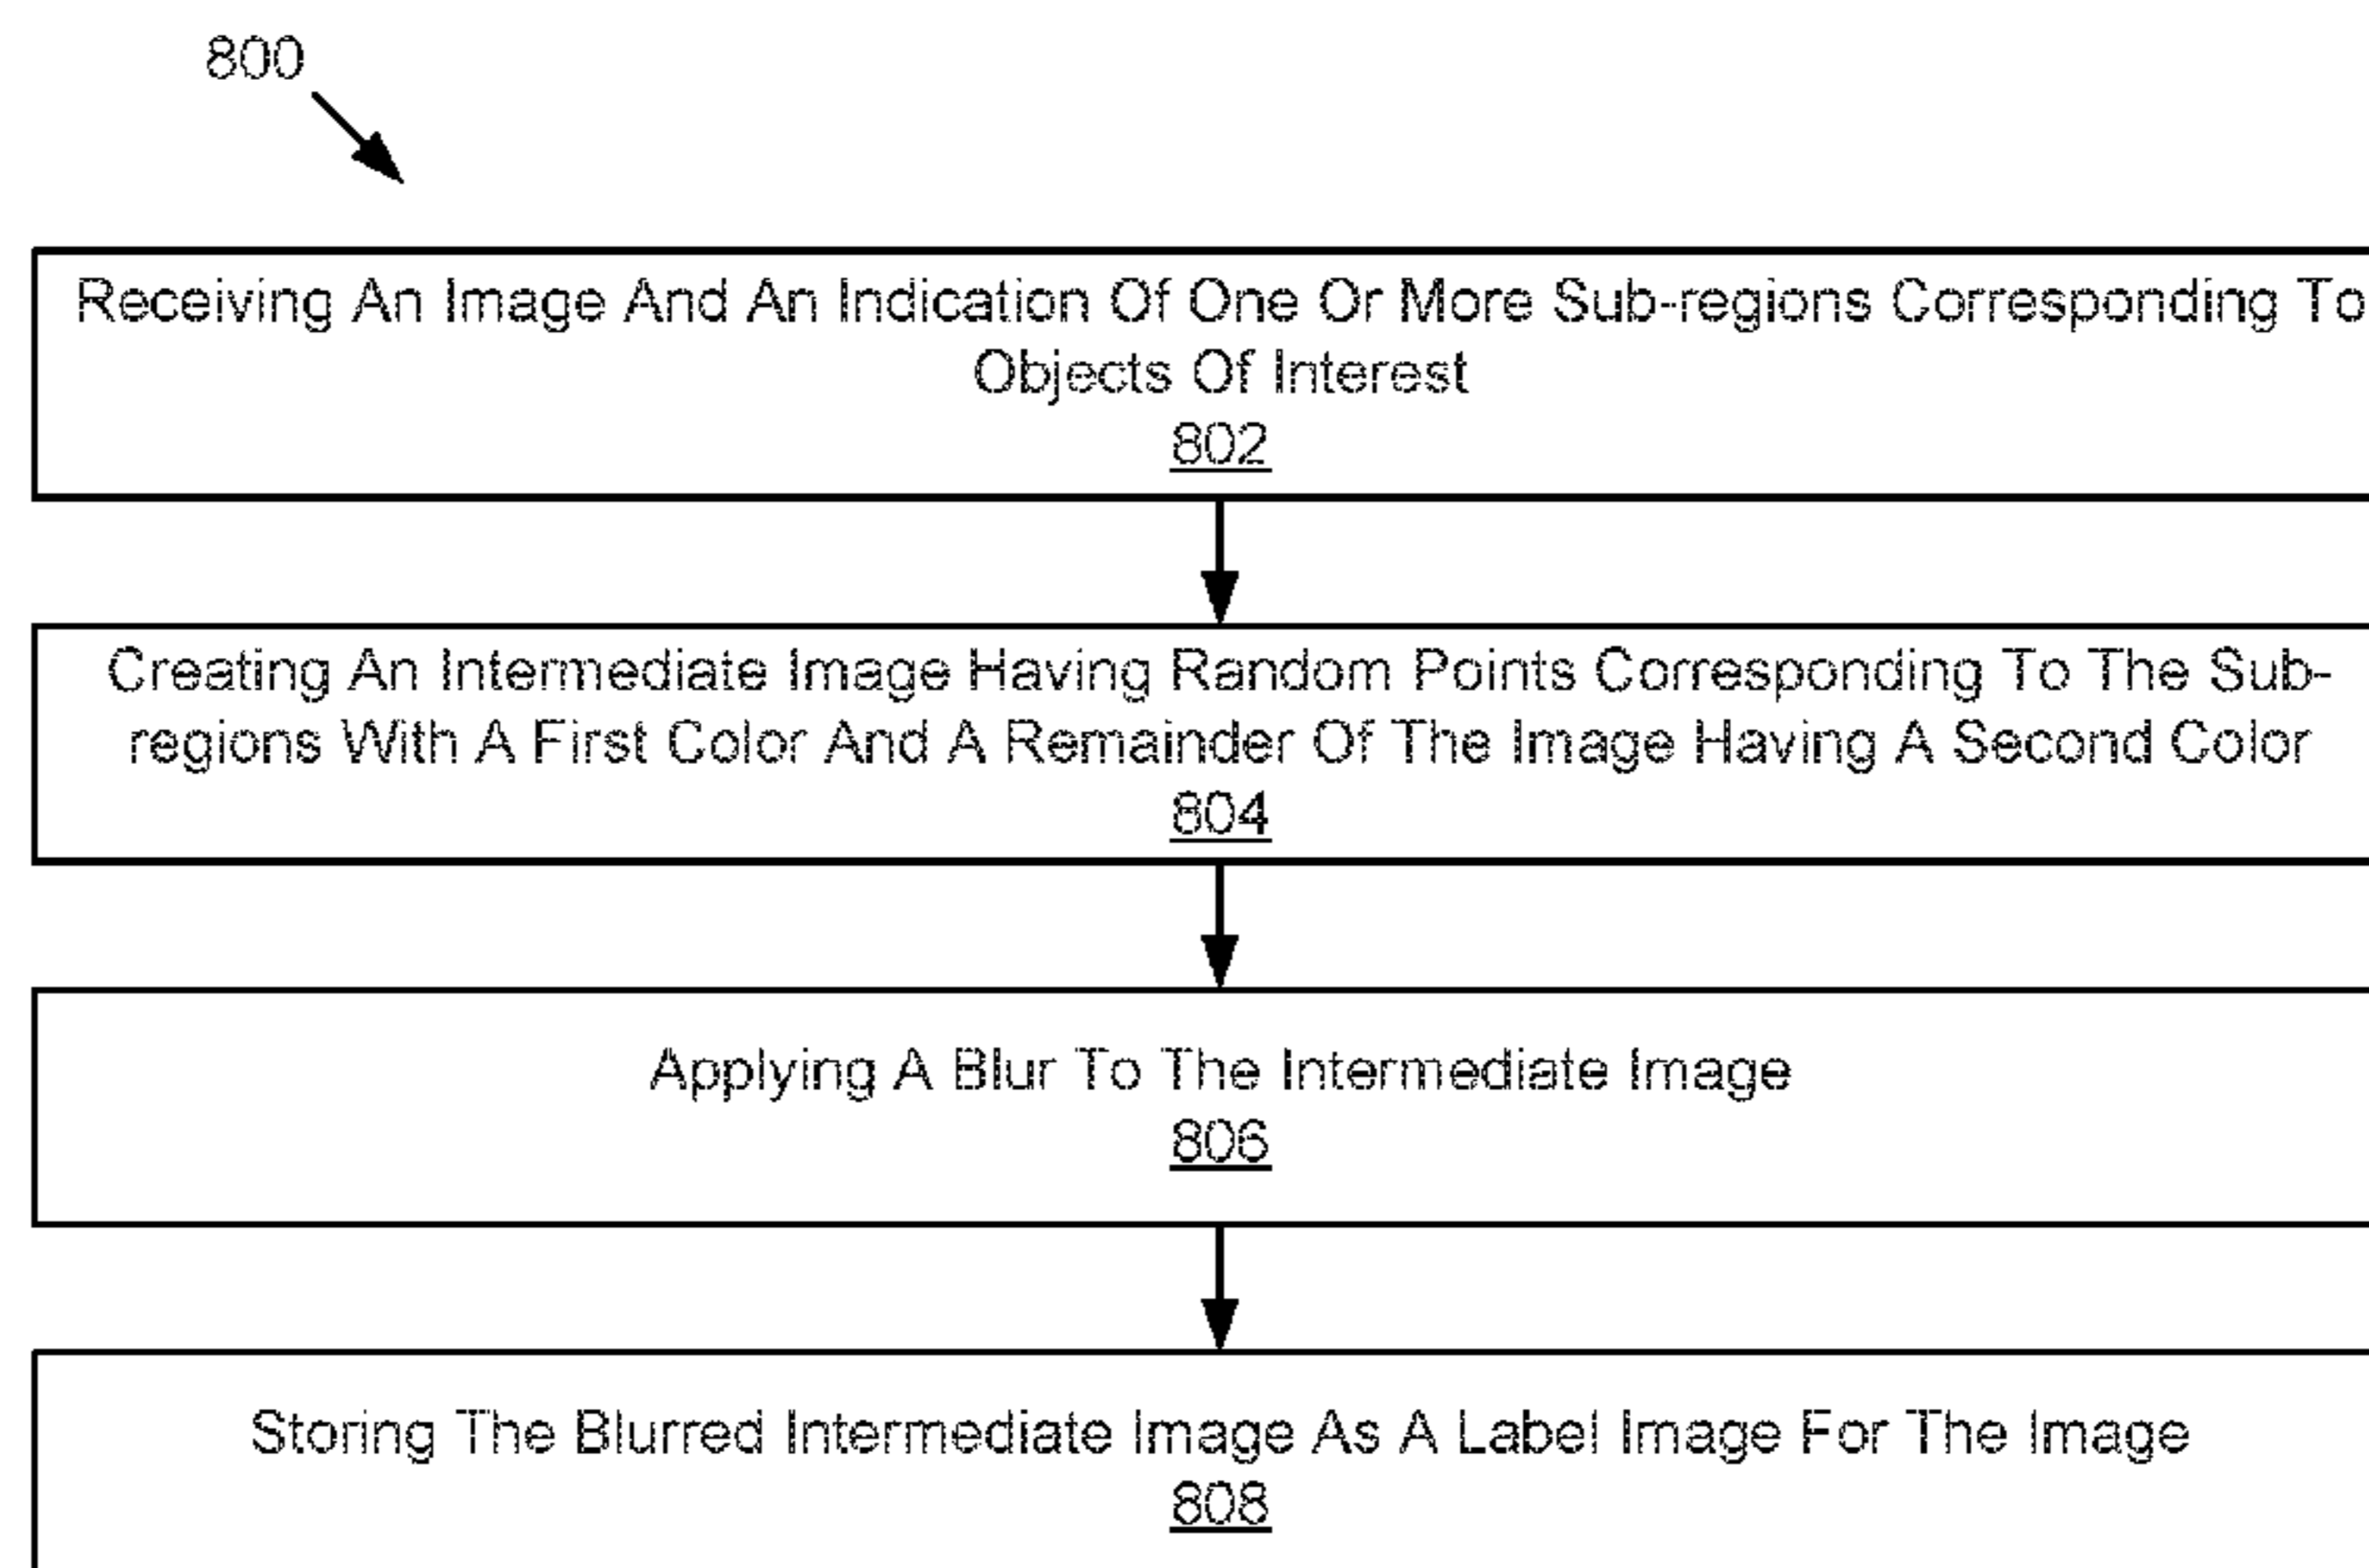 800
Receiving An Image And An Indication Of One Or More Sub-regions Corresponding To
Objects Of Interest
802
Creating An Intermediate Image Having Random Points Corresponding To The Sub-
regions With A First Color And A Remainder Of The Image Having A Second Color
804
Applying A Blur To The Intermediate Image
806
Storing The Blurred Intermediate Image As A Label Image For The Image
808